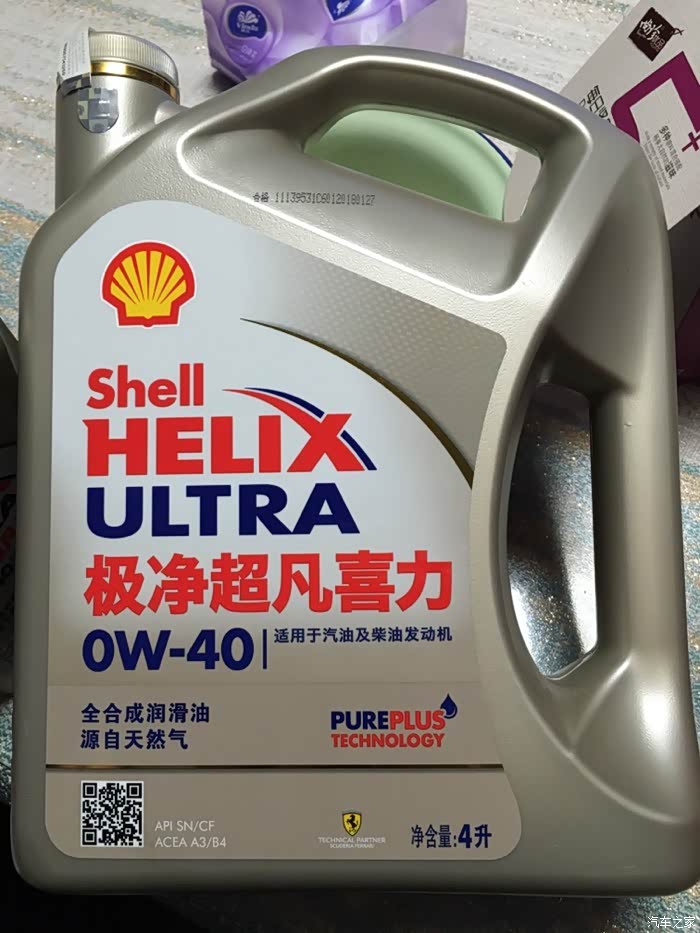 Vinda
合格 11139531C60120180127
Shell
HELIX
ULTRA
极净超凡喜力
0W-40
适用于汽油及柴油发动机
全合成润滑油
源自天然气
PUREPLUS
TECHNOLOGY
API SN/CF
ACEA A3/B4
TECHNICAL PARTNER
SCUDERIA FERRARI
净含量:4升
汽车之家